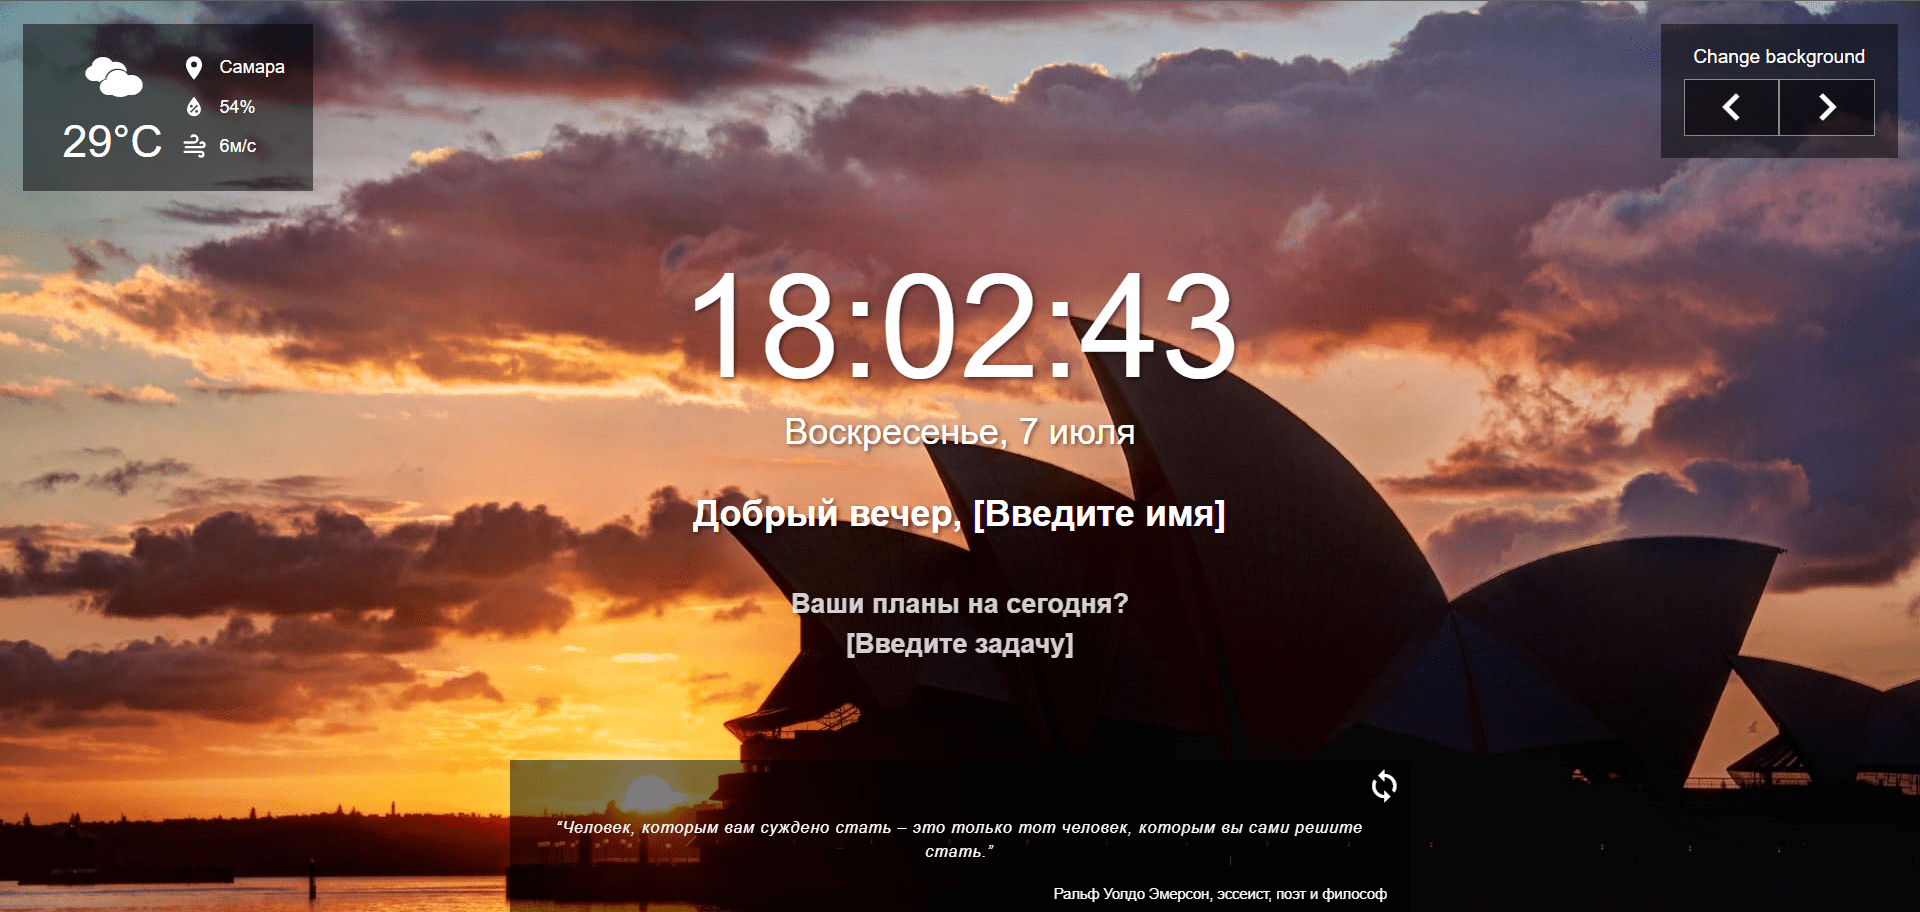 Самара
54%
29°C
6м/с
Change background
18:02:43
Воскресенье, 7 июля
Добрый вечер, [Введите имя]
Ваши планы на сегодня?
[Введите задачу]
“Человек, которым вам суждено стать – это только тот человек, которым вы сами решите
стать.”
Ральф Уолдо Эмерсон, эссеист, поэт и философ